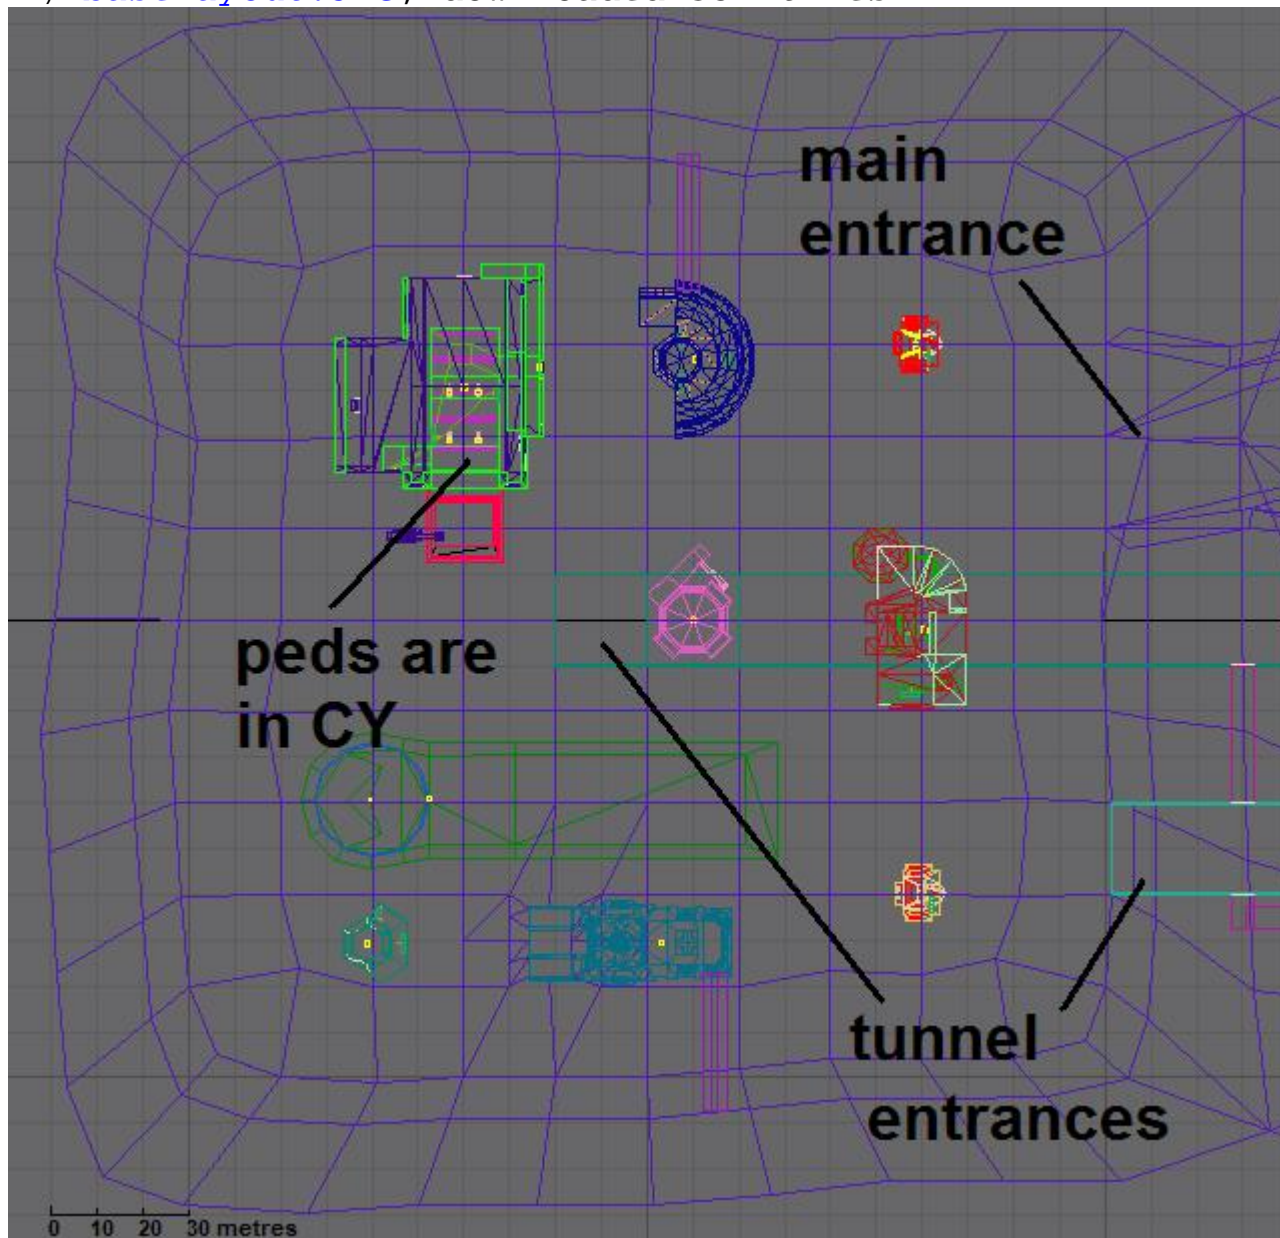 main
entrance
peds are
in CY
tunnel
entrances
0 10 20 30 metres